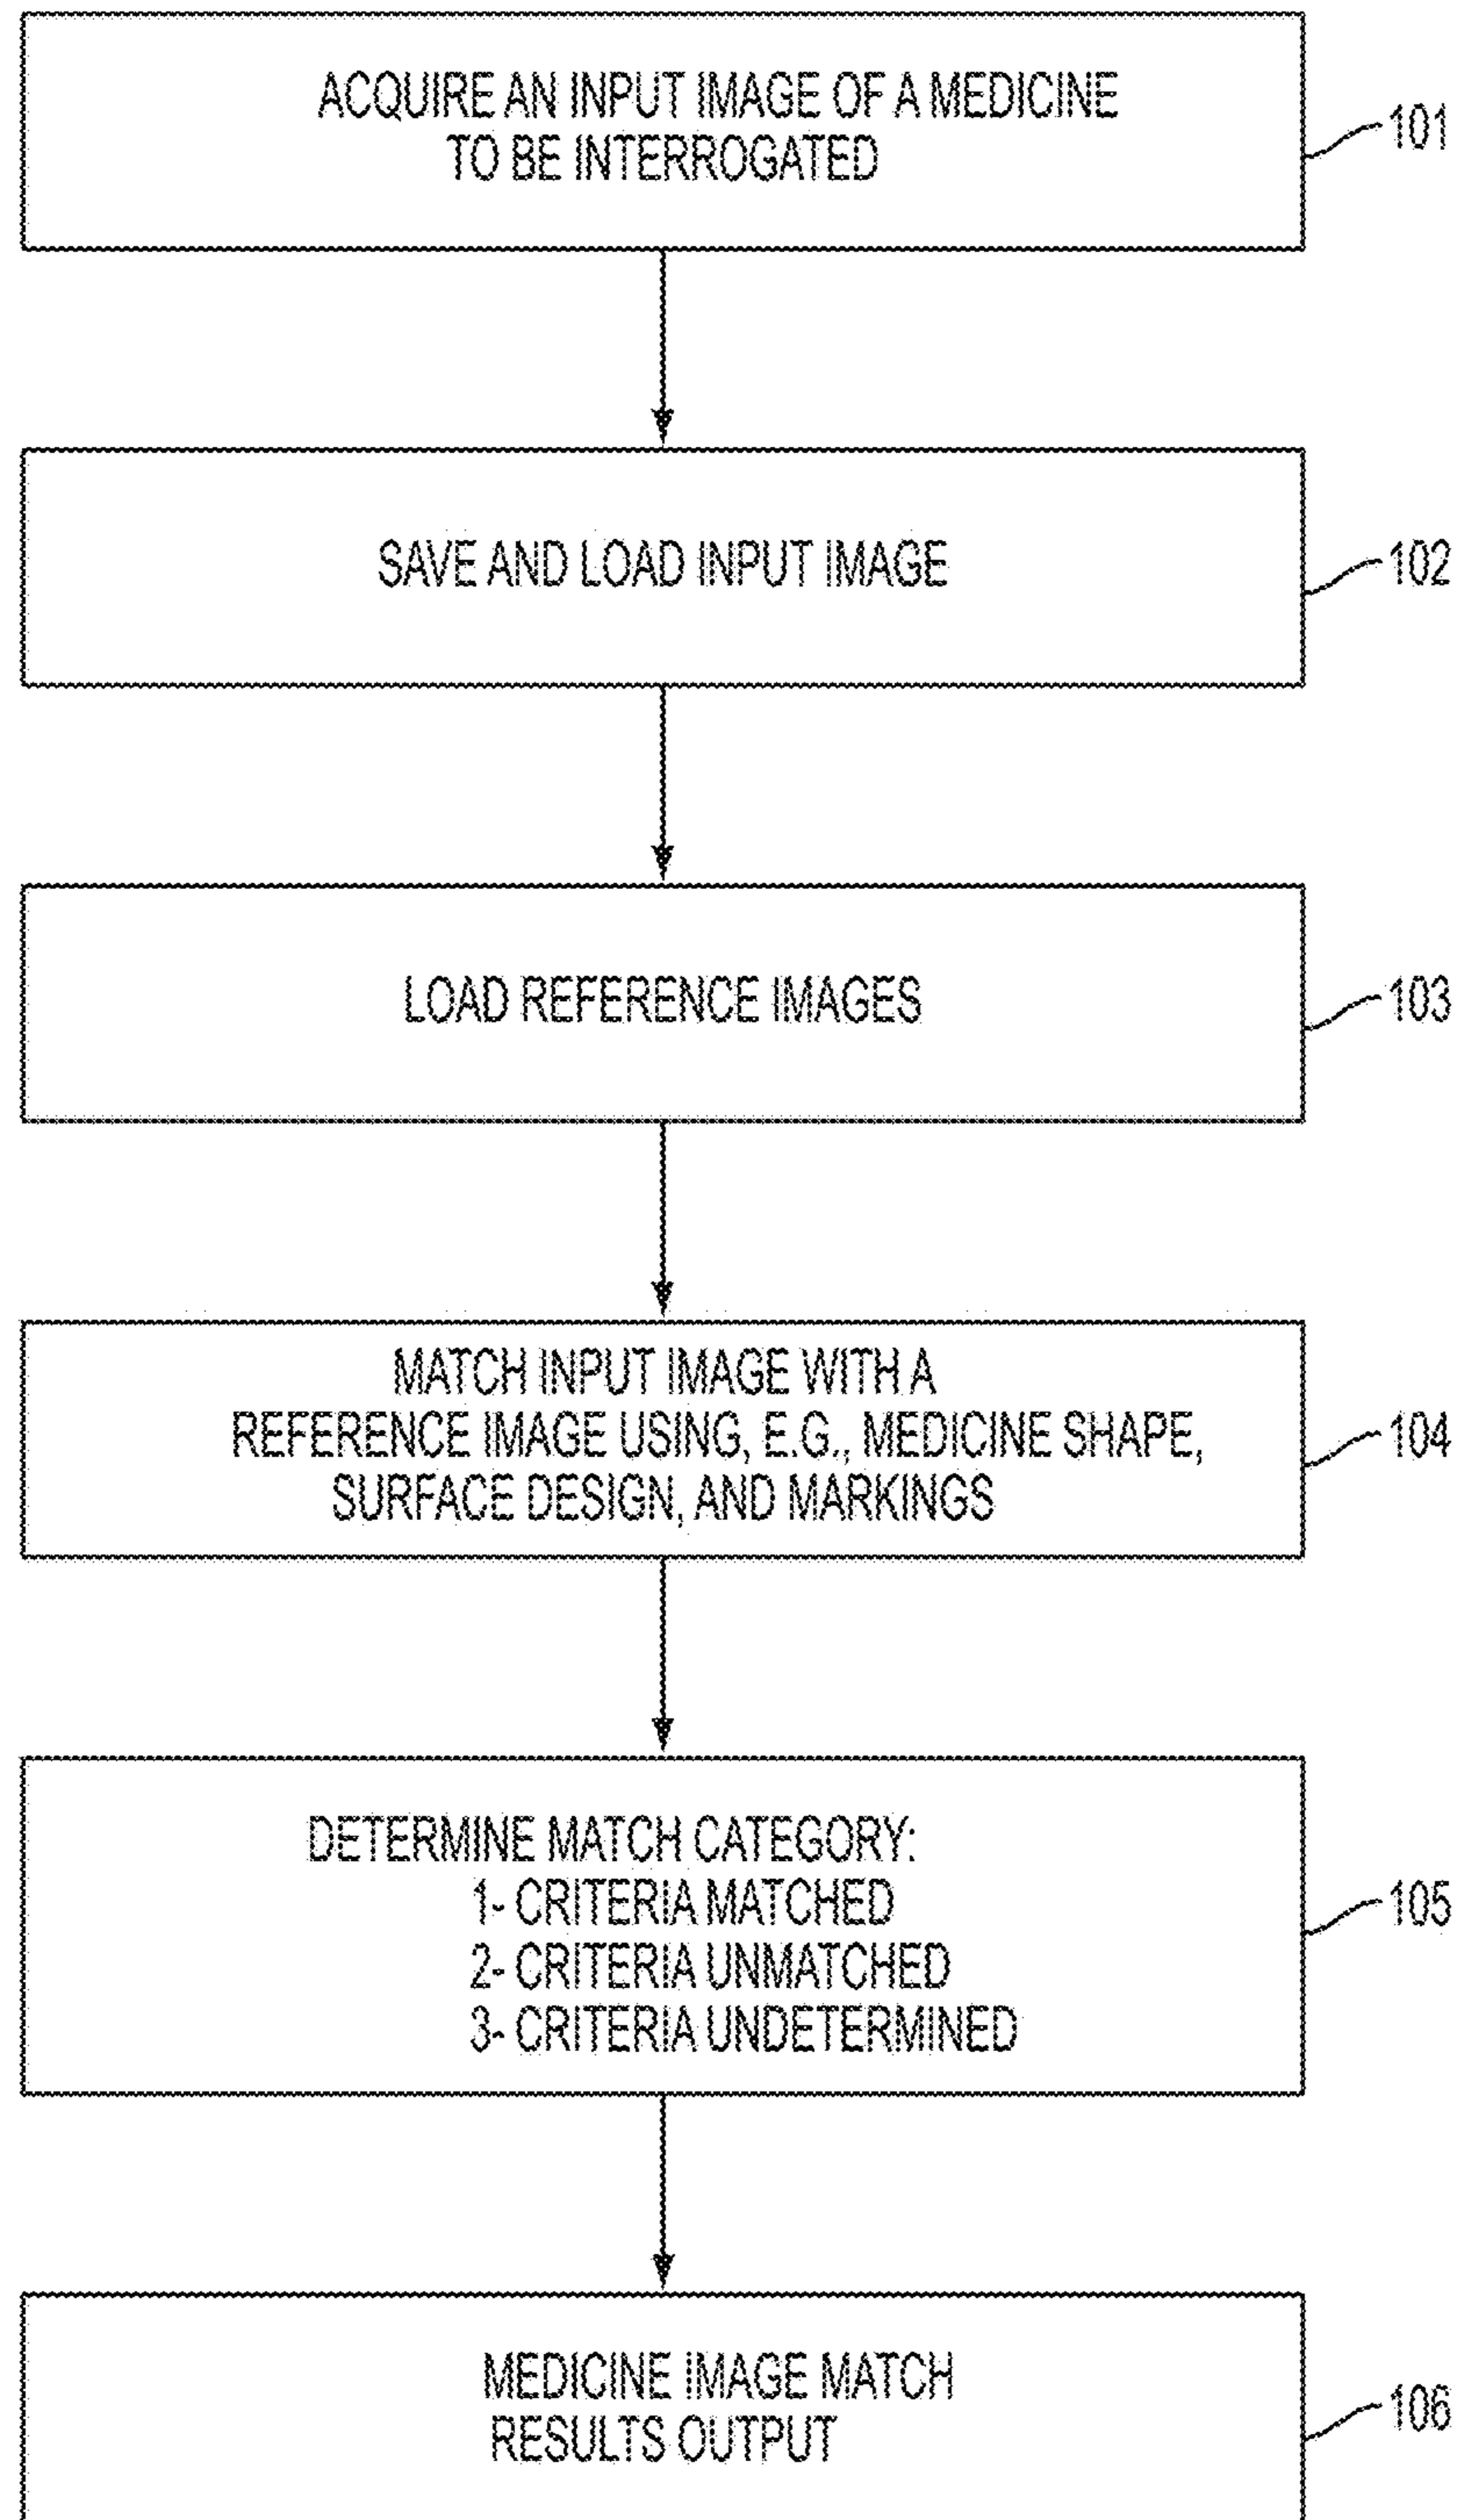 ACQUIRE AN INPUT IMAGE OF A MEDICINE
TO BE INTERROGATED
101
SAVE AND LOAD INPUT IMAGE
102
LOAD REFERENCE IMAGES
103
MATCH INPUT IMAGE WITH A
REFERENCE IMAGE USING, E.G., MEDICINE SHAPE,
SURFACE DESIGN, AND MARKINGS
104
DETERMINE MATCH CATEGORY:
1- CRITERIA MATCHED
2- CRITERIA UNMATCHED
3- CRITERIA UNDETERMINED
105
MEDICINE IMAGE MATCH
RESULTS OUTPUT
106